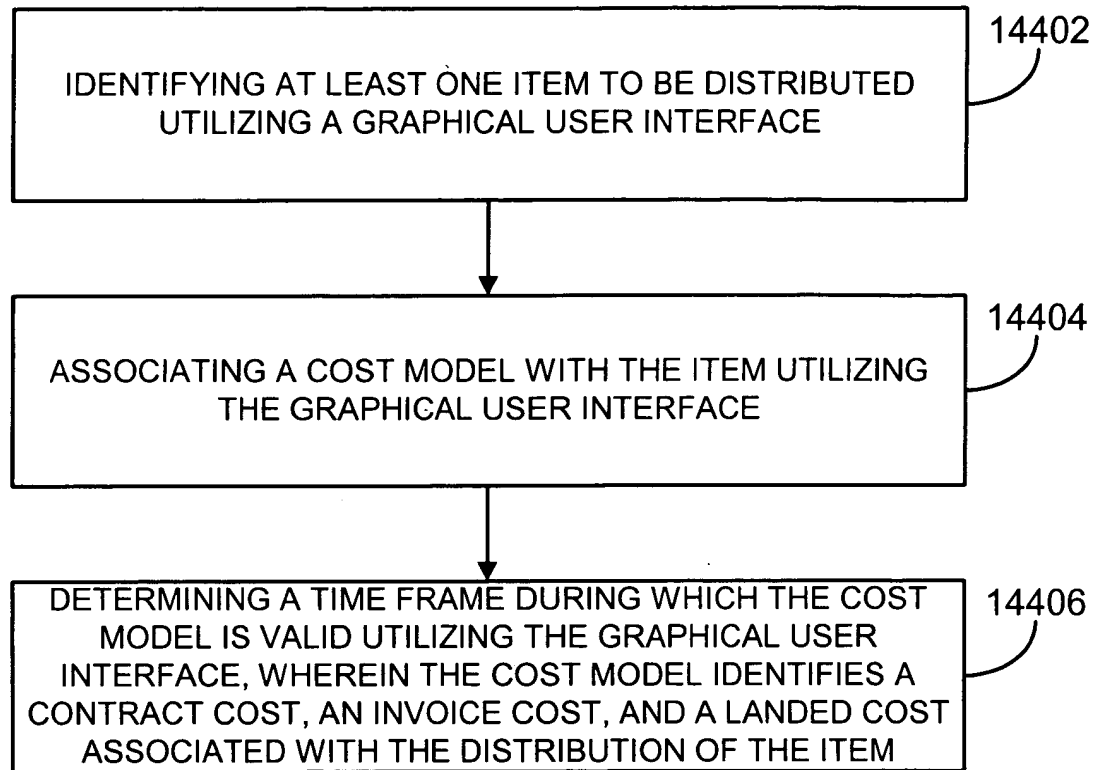 14402
IDENTIFYING AT LEAST ONE ITEM TO BE DISTRIBUTED
UTILIZING A GRAPHICAL USER INTERFACE
14404
ASSOCIATING A COST MODEL WITH THE ITEM UTILIZING
THE GRAPHICAL USER INTERFACE
14406
DETERMINING A TIME FRAME DURING WHICH THE COST
MODEL IS VALID UTILIZING THE GRAPHICAL USER
INTERFACE, WHEREIN THE COST MODEL IDENTIFIES A
CONTRACT COST, AN INVOICE COST, AND A LANDED COST
ASSOCIATED WITH THE DISTRIBUTION OF THE ITEM